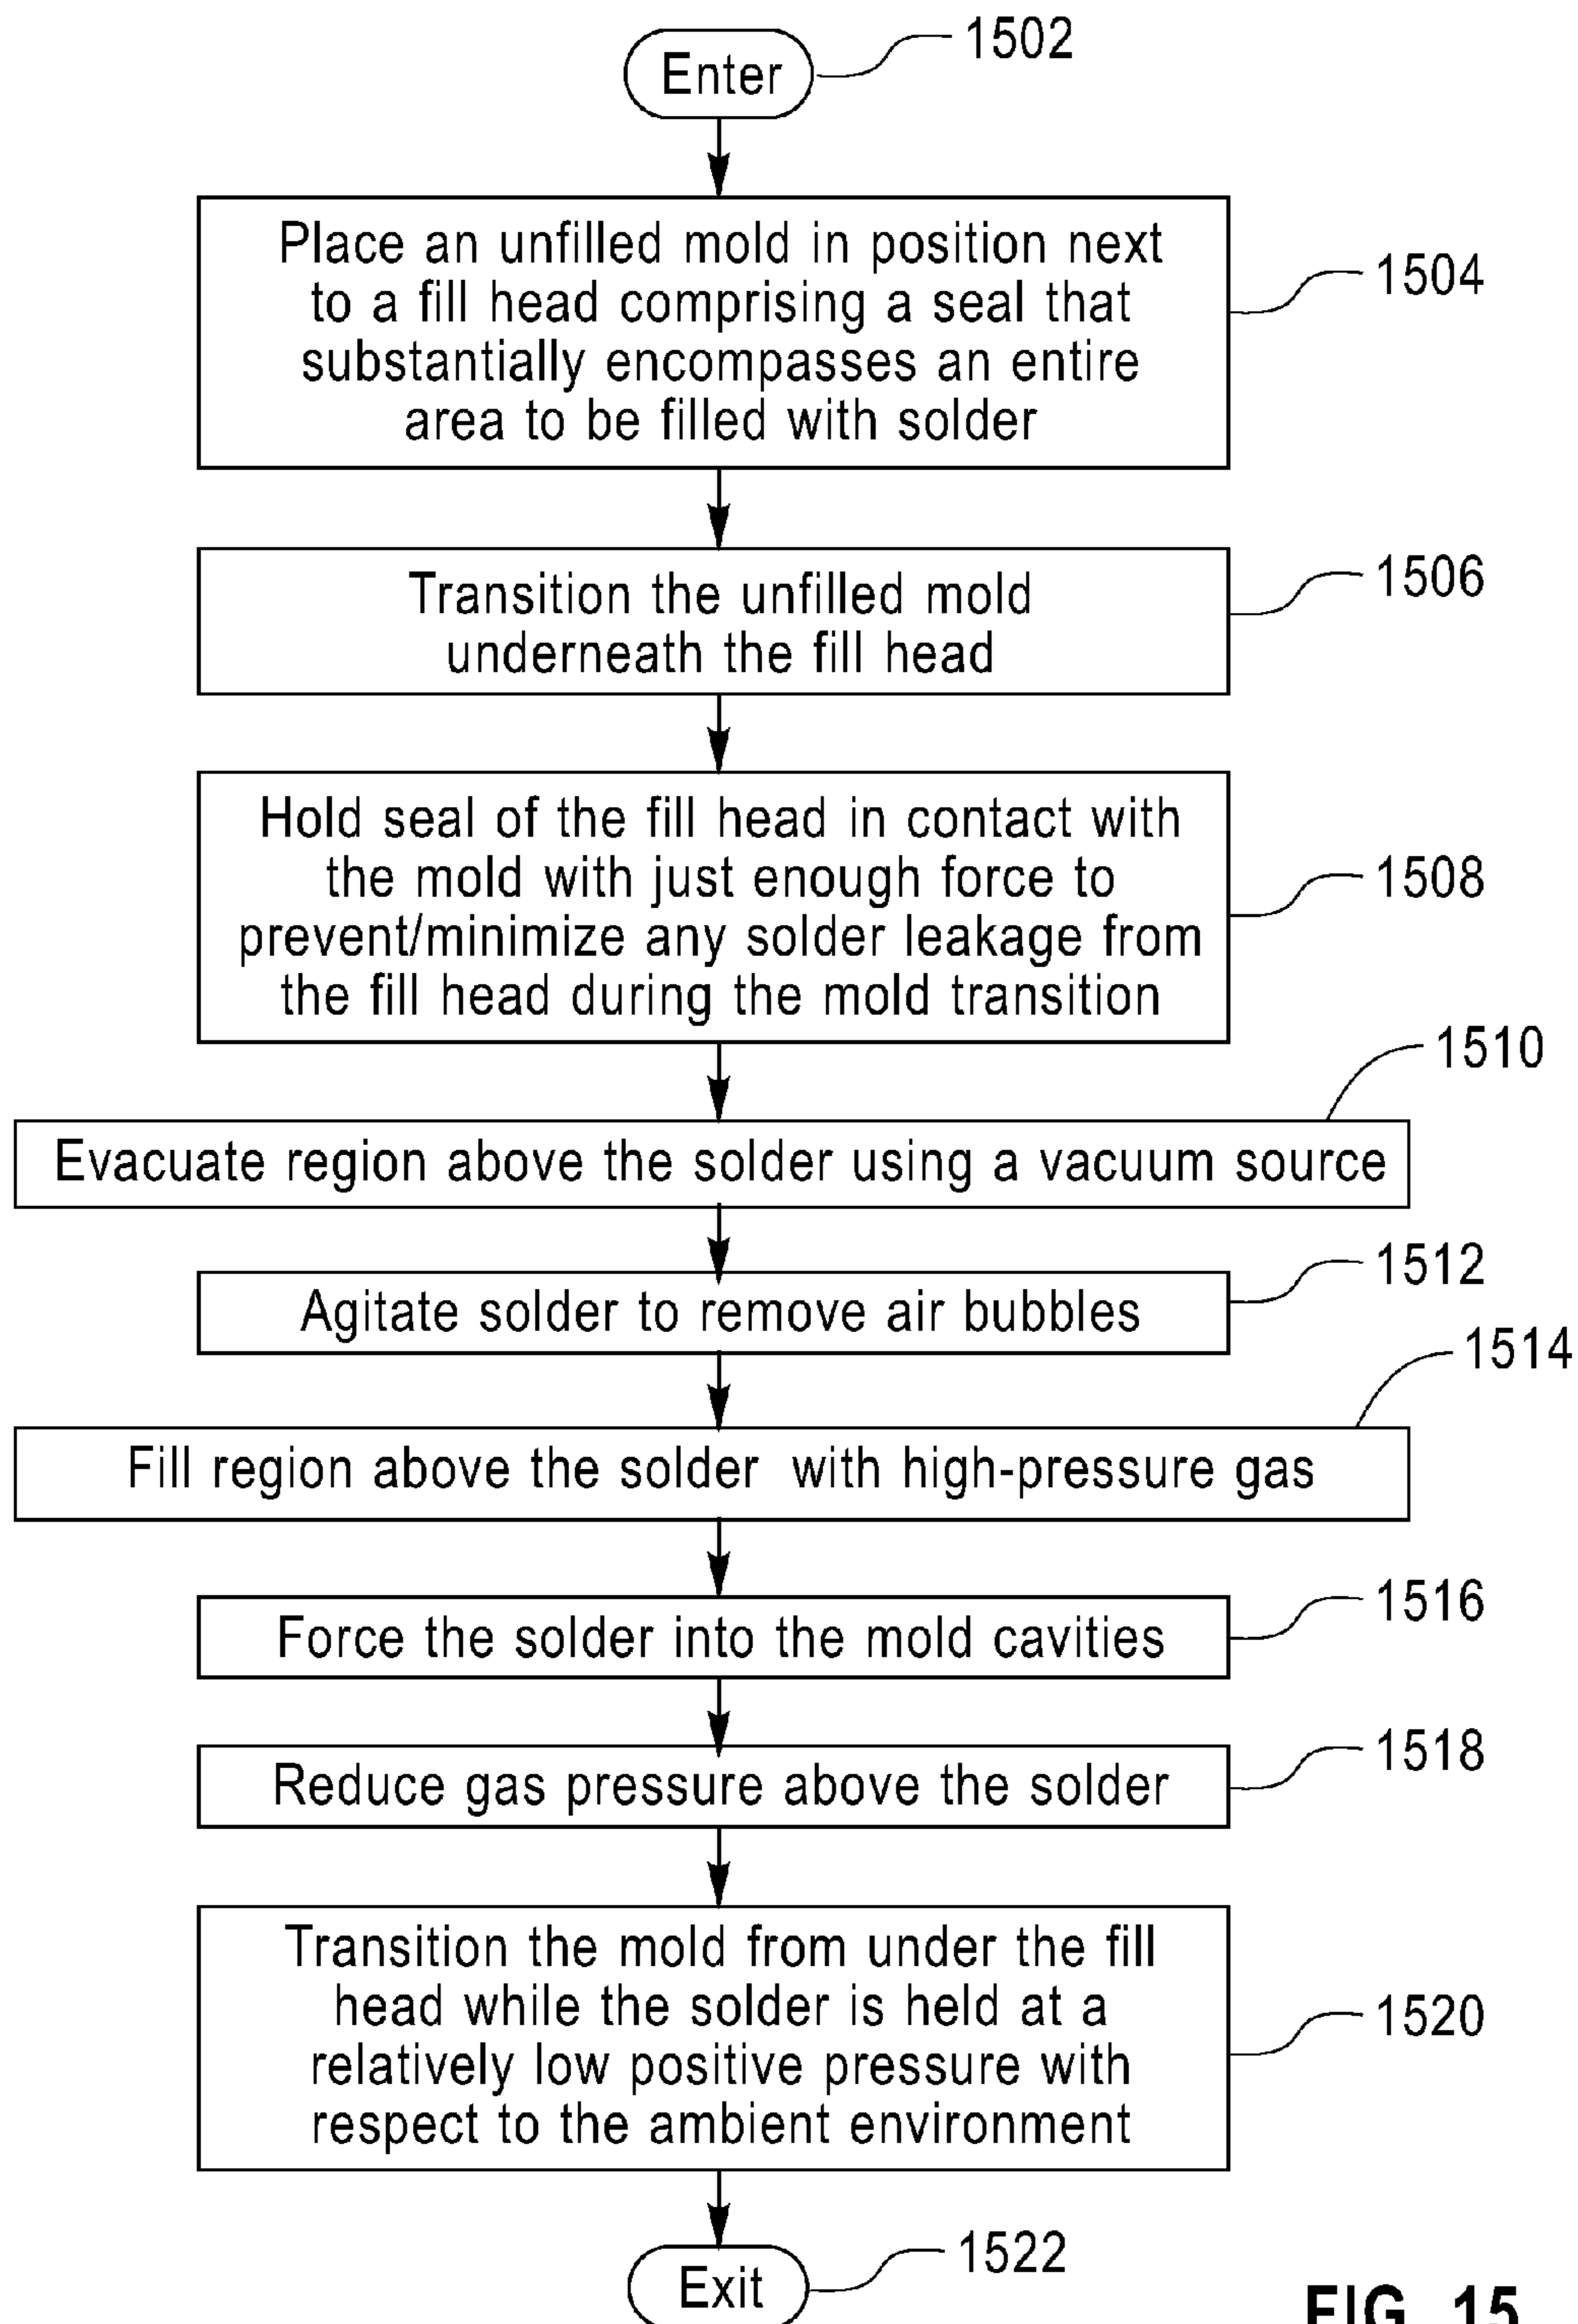 Enter
1502
Place an unfilled mold in position next
to a fill head comprising a seal that
substantially encompasses an entire
area to be filled with solder
1504
Transition the unfilled mold
underneath the fill head
1506
Hold seal of the fill head in contact with
the mold with just enough force to
prevent/minimize any solder leakage from
the fill head during the mold transition
1508
1510
Evacuate region above the solder using a vacuum source
Agitate solder to remove air bubbles
1512
1514
Fill region above the solder with high-pressure gas
Force the solder into the mold cavities
1516
Reduce gas pressure above the solder
1518
Transition the mold from under the fill
head while the solder is held at a
relatively low positive pressure with
respect to the ambient environment
1520
Exit
1522
FIG. 15